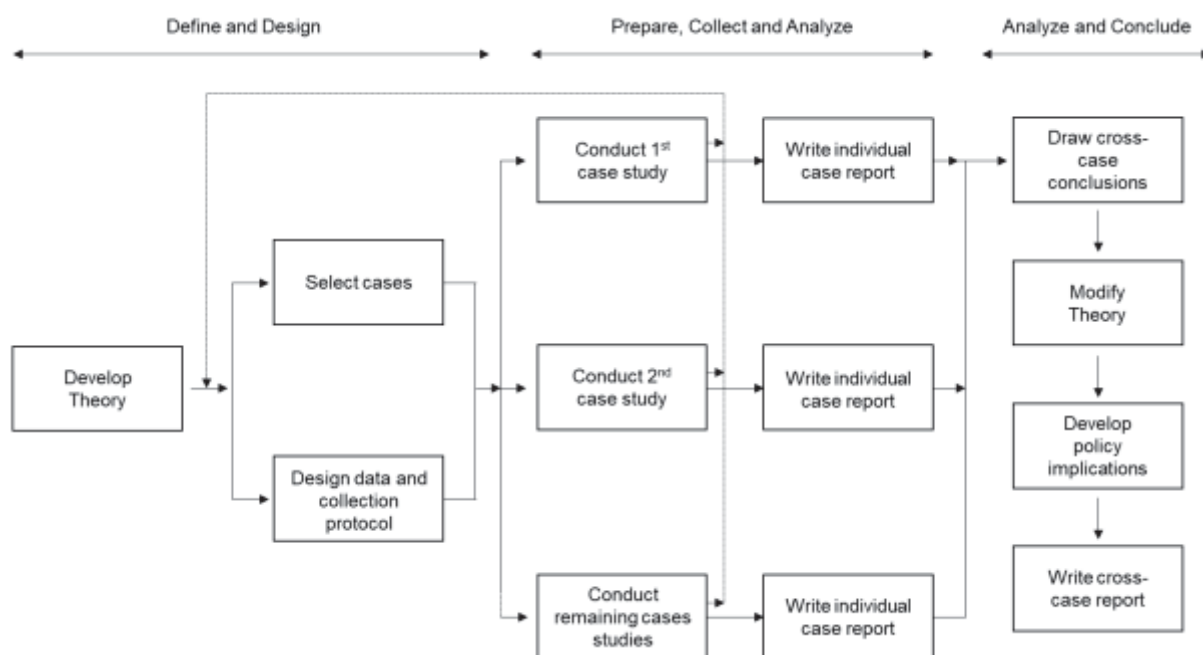 Define and Design
Prepare, Collect and Analyze
Analyze and Conclude
Develop
Theory
Select cases
Design data and
collection
protocol
Conduct 1st
case study
Write individual
case report
Conduct 2nd
case study
Write individual
case report
Conduct
remaining cases
studies
Write individual
case report
Draw cross-
case
conclusions
Modify
Theory
Develop
policy
implications
Write cross-
case report